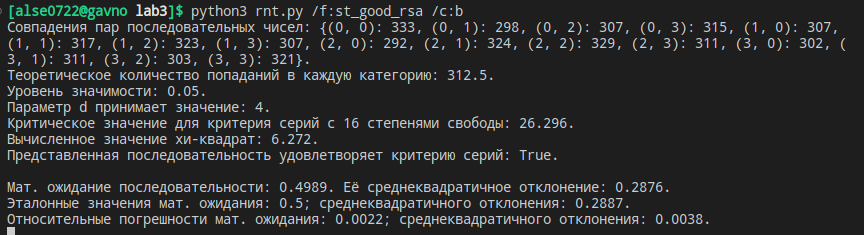 [alse0722@gavno lab3]$ python3 rnt.py /f:st_good_rsa /c:b
Совпадения пар последовательных чисел: {(0, 0): 333, (0, 1): 298, (0, 2): 307, (0, 3): 315, (1, 0): 307,
(1, 1): 317, (1, 2): 323, (1, 3): 307, (2, 0): 292, (2, 1): 324, (2, 2): 329, (2, 3): 311, (3, 0): 302, (
3, 1): 311, (3, 2): 303, (3, 3): 321}.
Теоретическое количество попаданий в каждую категорию: 312.5.
Уровень значимости: 0.05.
Параметр d принимает значение: 4.
Критическое значение для критерия серий с 16 степенями свободы: 26.296.
Вычисленное значение хи-квадрат: 6.272.
Представленная последовательность удовлетворяет критерию серий: True.
Мат. ожидание последовательности: 0.4989. Её среднеквадратичное отклонение: 0.2876.
Эталонные значения мат. ожидания: 0.5; среднеквадратичного отклонения: 0.2887.
Относительные погрешности мат. ожидания: 0.0022; среднеквадратичного отклонения: 0.0038.